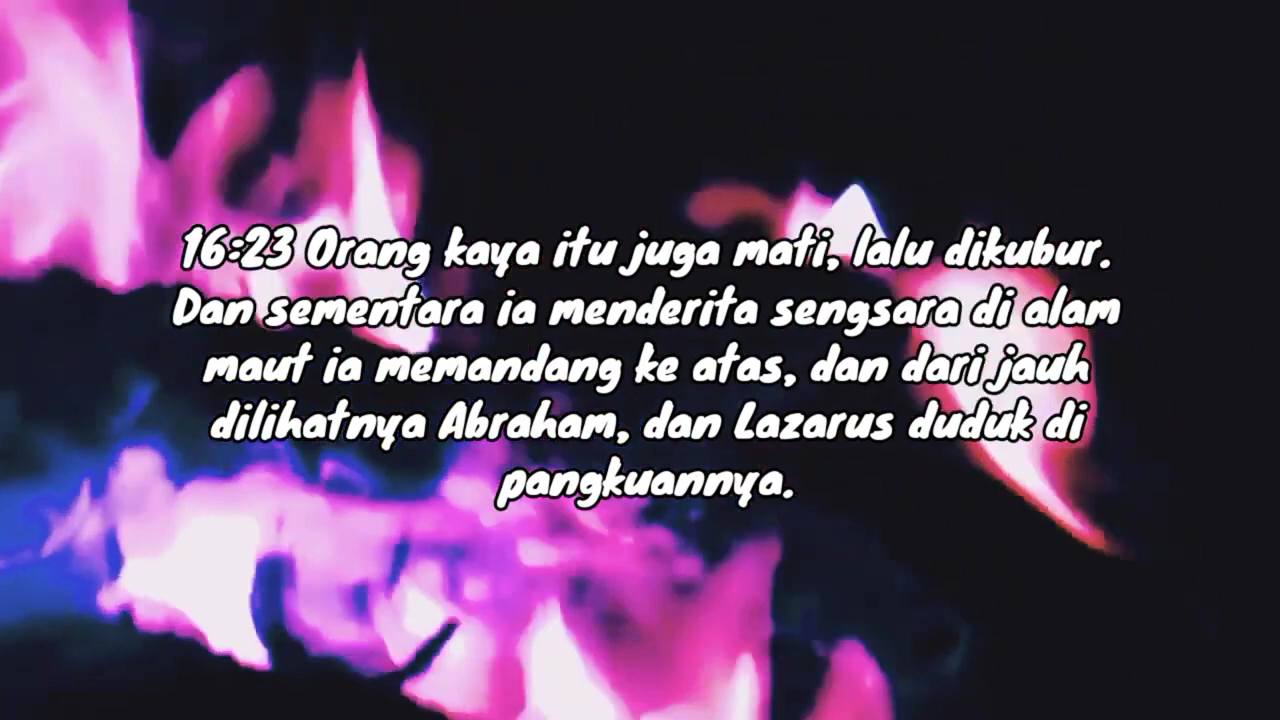 16:23 Orang kaya itu juga mati, lalu dikubur.
Dan sementara ia menderita sengsara di alam
maut ia memandang ke atas, dan dari jauh
dilihatnya Abraham, dan Lazarus duduk di
pangkuannya.